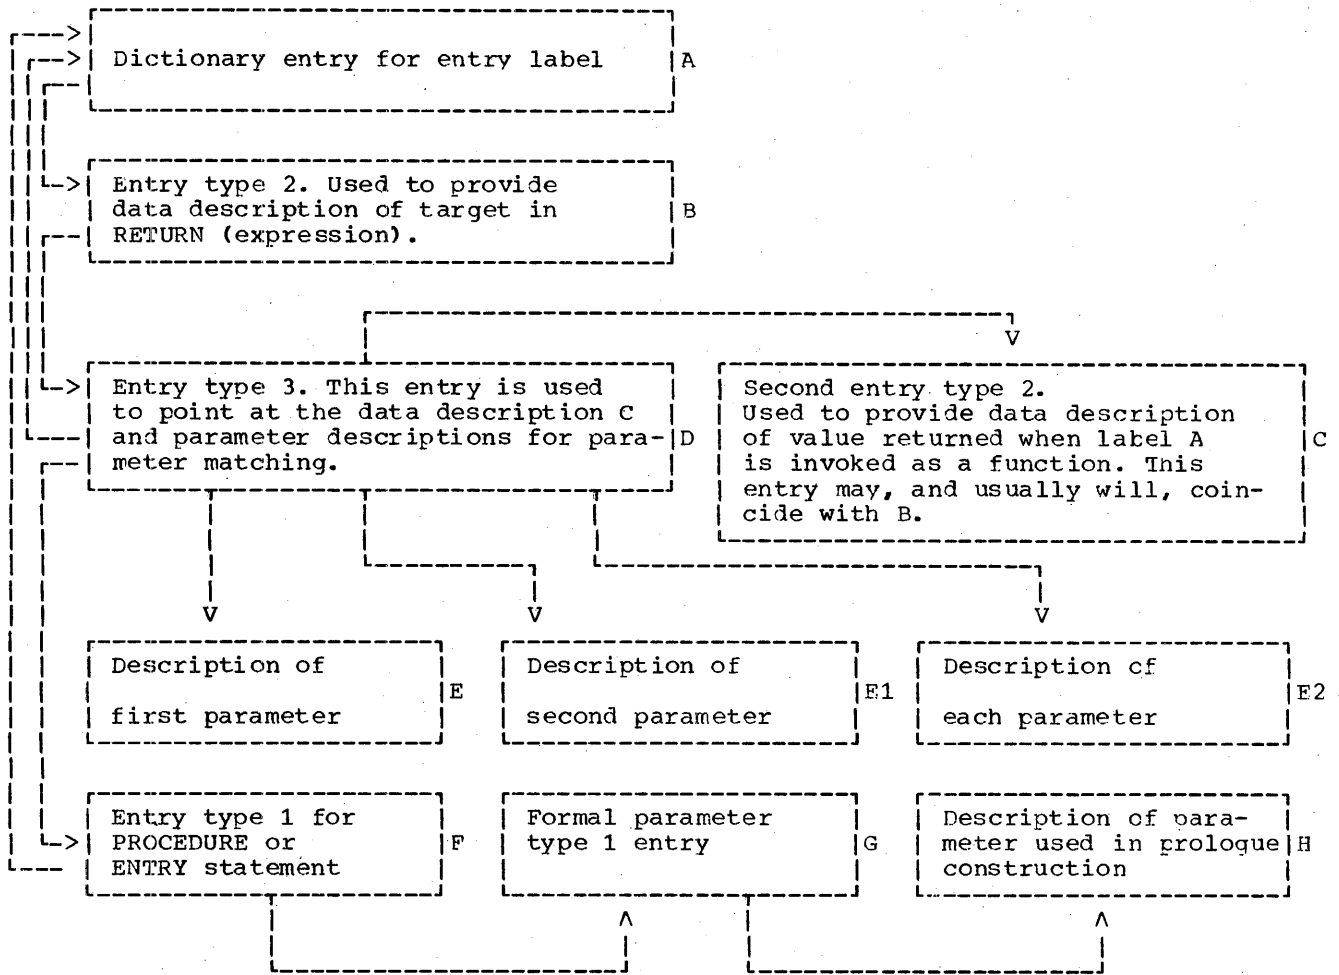 Dictionary entry for entry label
A
Entry type 2. Used to provide
data description of target in
RETURN (expression).
B
Entry type 3. This entry is used
to point at the data description C
and parameter descriptions for para-
meter matching.
D
Second entry type 2.
Used to provide data description
of value returned when label A
is invoked as a function. This
entry may, and usually will, coin-
cide with B.
C
Description of
first parameter
E
Description of
second parameter
E1
Description of
each parameter
E2
Entry type 1 for
PROCEDURE or
ENTRY statement
F
Formal parameter
type 1 entry
G
Description of para-
meter used in prologue
construction
H